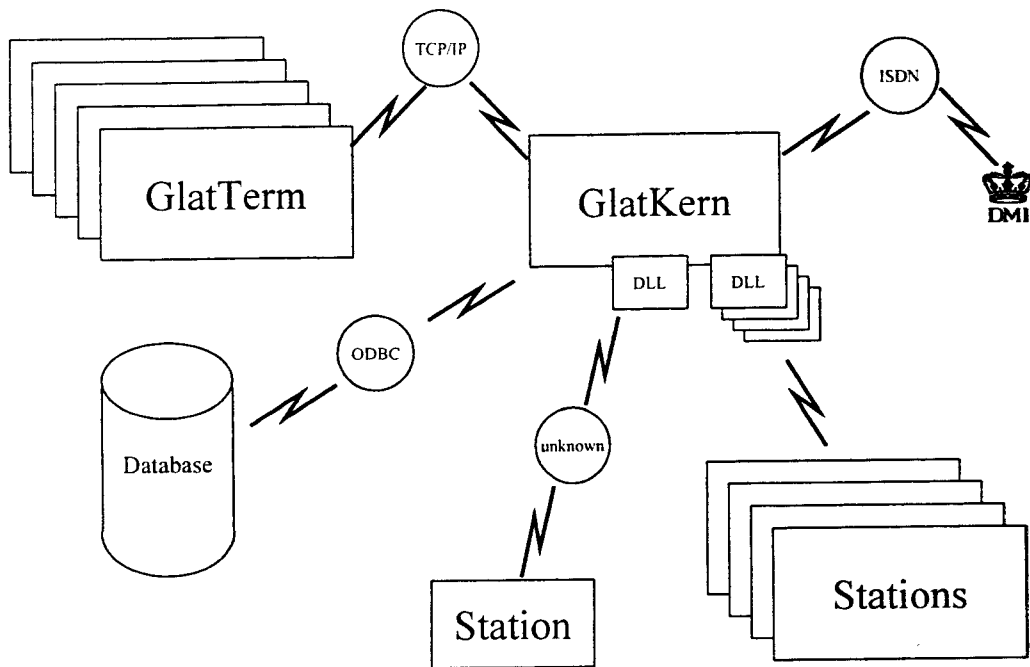 TCP/IP
ISDN
GlatTerm
GlatKern
DMI
DLL
DLL
ODBC
Database
unknown
Station
Stations